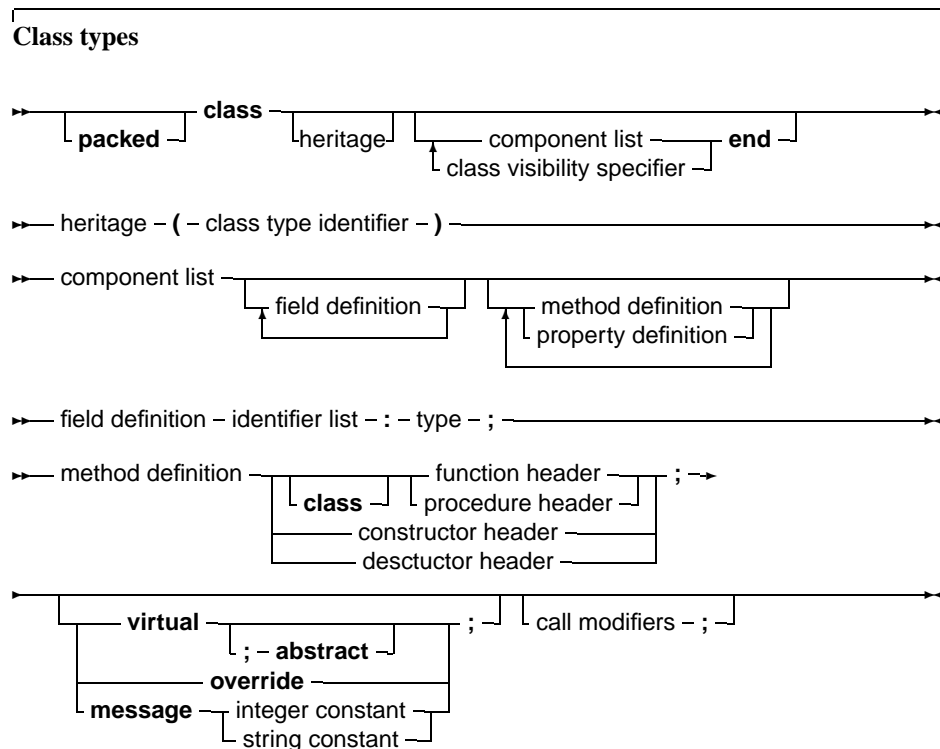 Class types
packed class heritage component list end
class visibility specifier
heritage ( class type identifier )
component list field definition method definition
property definition
field definition identifier list : type ;
method definition class function header ;
procedure header
constructor header
desctuctor header
virtual ; abstract ; call modifiers ;
override
message integer constant
string constant